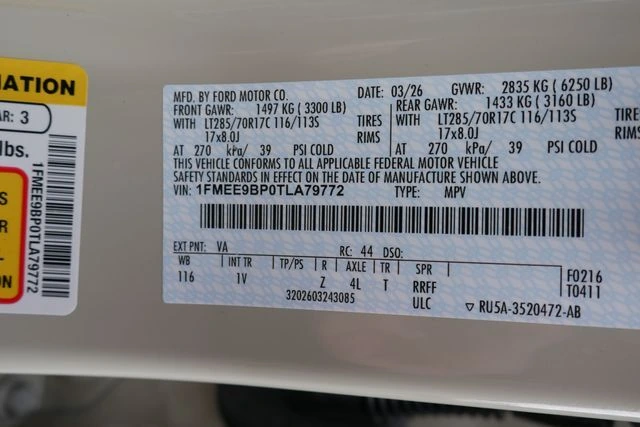 MATION
AR: 3
lbs.
1FMEE9BP0TLA79772
MFD. BY FORD MOTOR CO.
DATE: 03/26 GVWR: 2835 KG ( 6250 LB)
FRONT GAWR: 1497 KG ( 3300 LB)
WITH LT285/70R17C 116/113S TIRES
17x8.0J RIMS
AT 270 kPa/ 39 PSI COLD
REAR GAWR: 1433 KG ( 3160 LB)
WITH LT285/70R17C 116/113S TIRES
17x8.0J RIMS
AT 270 kPa/ 39 PSI COLD
THIS VEHICLE CONFORMS TO ALL APPLICABLE FEDERAL MOTOR VEHICLE
SAFETY STANDARDS IN EFFECT ON THE DATE OF MANUFACTURE SHOWN ABOVE.
VIN: 1FMEE9BP0TLA79772 TYPE: MPV
EXT PNT: VA RC: 44 DSO:
WB INT TR TP/PS R AXLE TR SPR
116 1V Z 4L T RRFF
ULC
F0216
T0411
3202603243085
▽ RU5A-3520472-AB